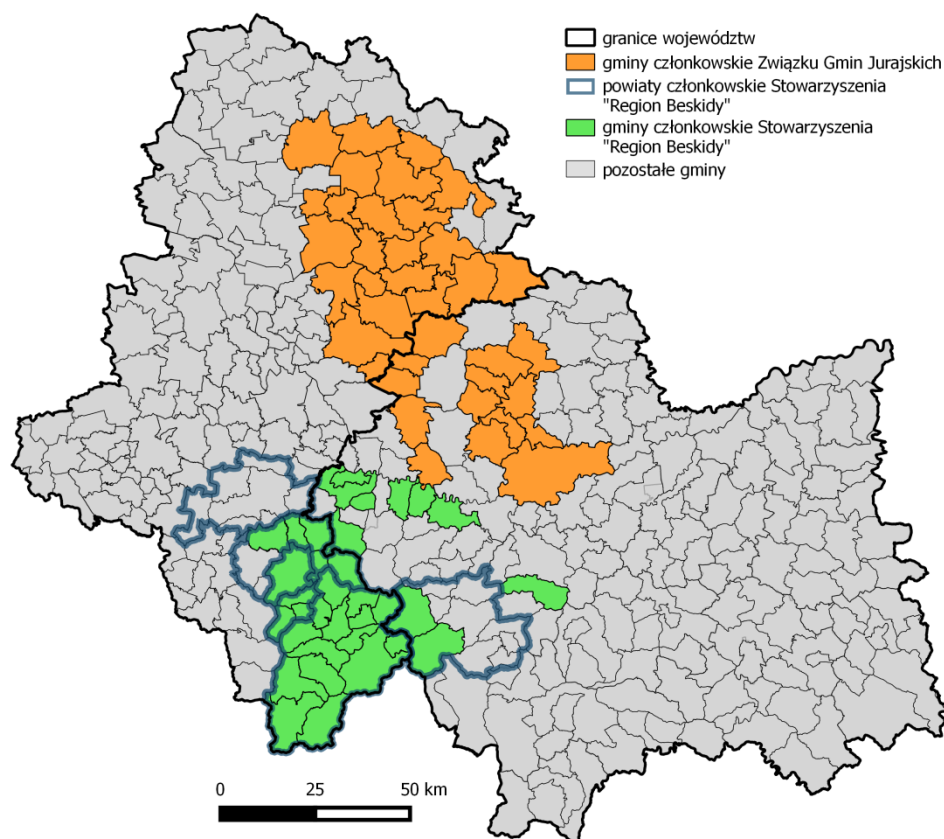 granice województw
gminy członkowskie Związku Gmin Jurajskich
powiaty członkowskie Stowarzyszenia
"Region Beskidy"
gminy członkowskie Stowarzyszenia
"Region Beskidy"
pozostałe gminy
0 25 50 km